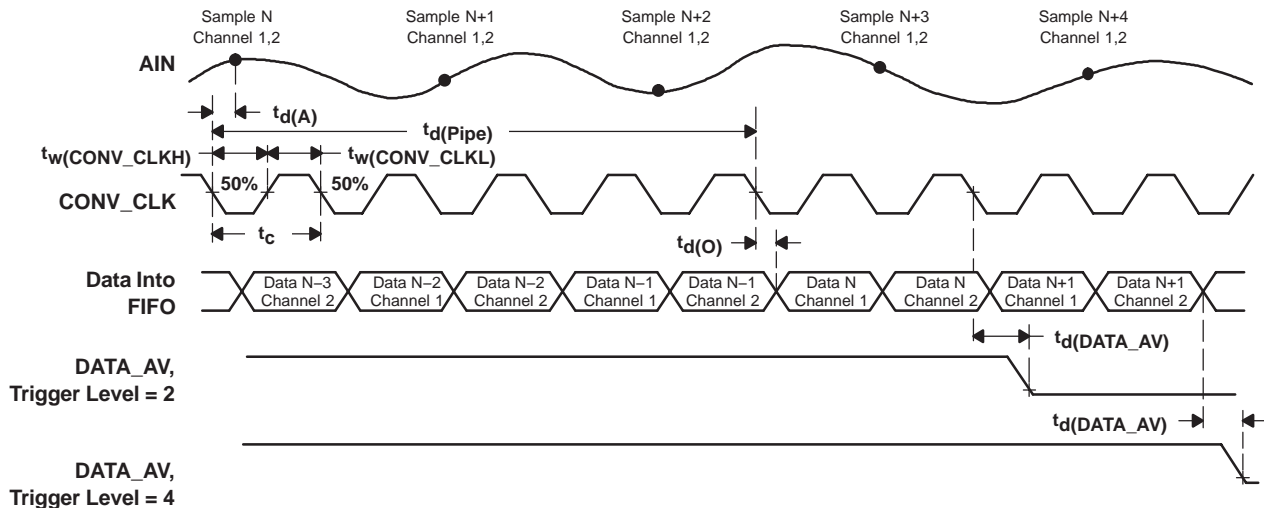 Sample N
Channel 1,2
Sample N+1
Channel 1,2
Sample N+2
Channel 1,2
Sample N+3
Channel 1,2
Sample N+4
Channel 1,2
AIN
td(A)
td(Pipe)
tw(CONV_CLKH)
tw(CONV_CLKL)
50%
50%
CONV_CLK
tc
td(O)
Data Into
FIFO
Data N–3
Channel 2
Data N–2
Channel 1
Data N–2
Channel 2
Data N–1
Channel 1
Data N–1
Channel 2
Data N
Channel 1
Data N
Channel 2
Data N+1
Channel 1
Data N+1
Channel 2
td(DATA_AV)
DATA_AV,
Trigger Level = 2
td(DATA_AV)
DATA_AV,
Trigger Level = 4